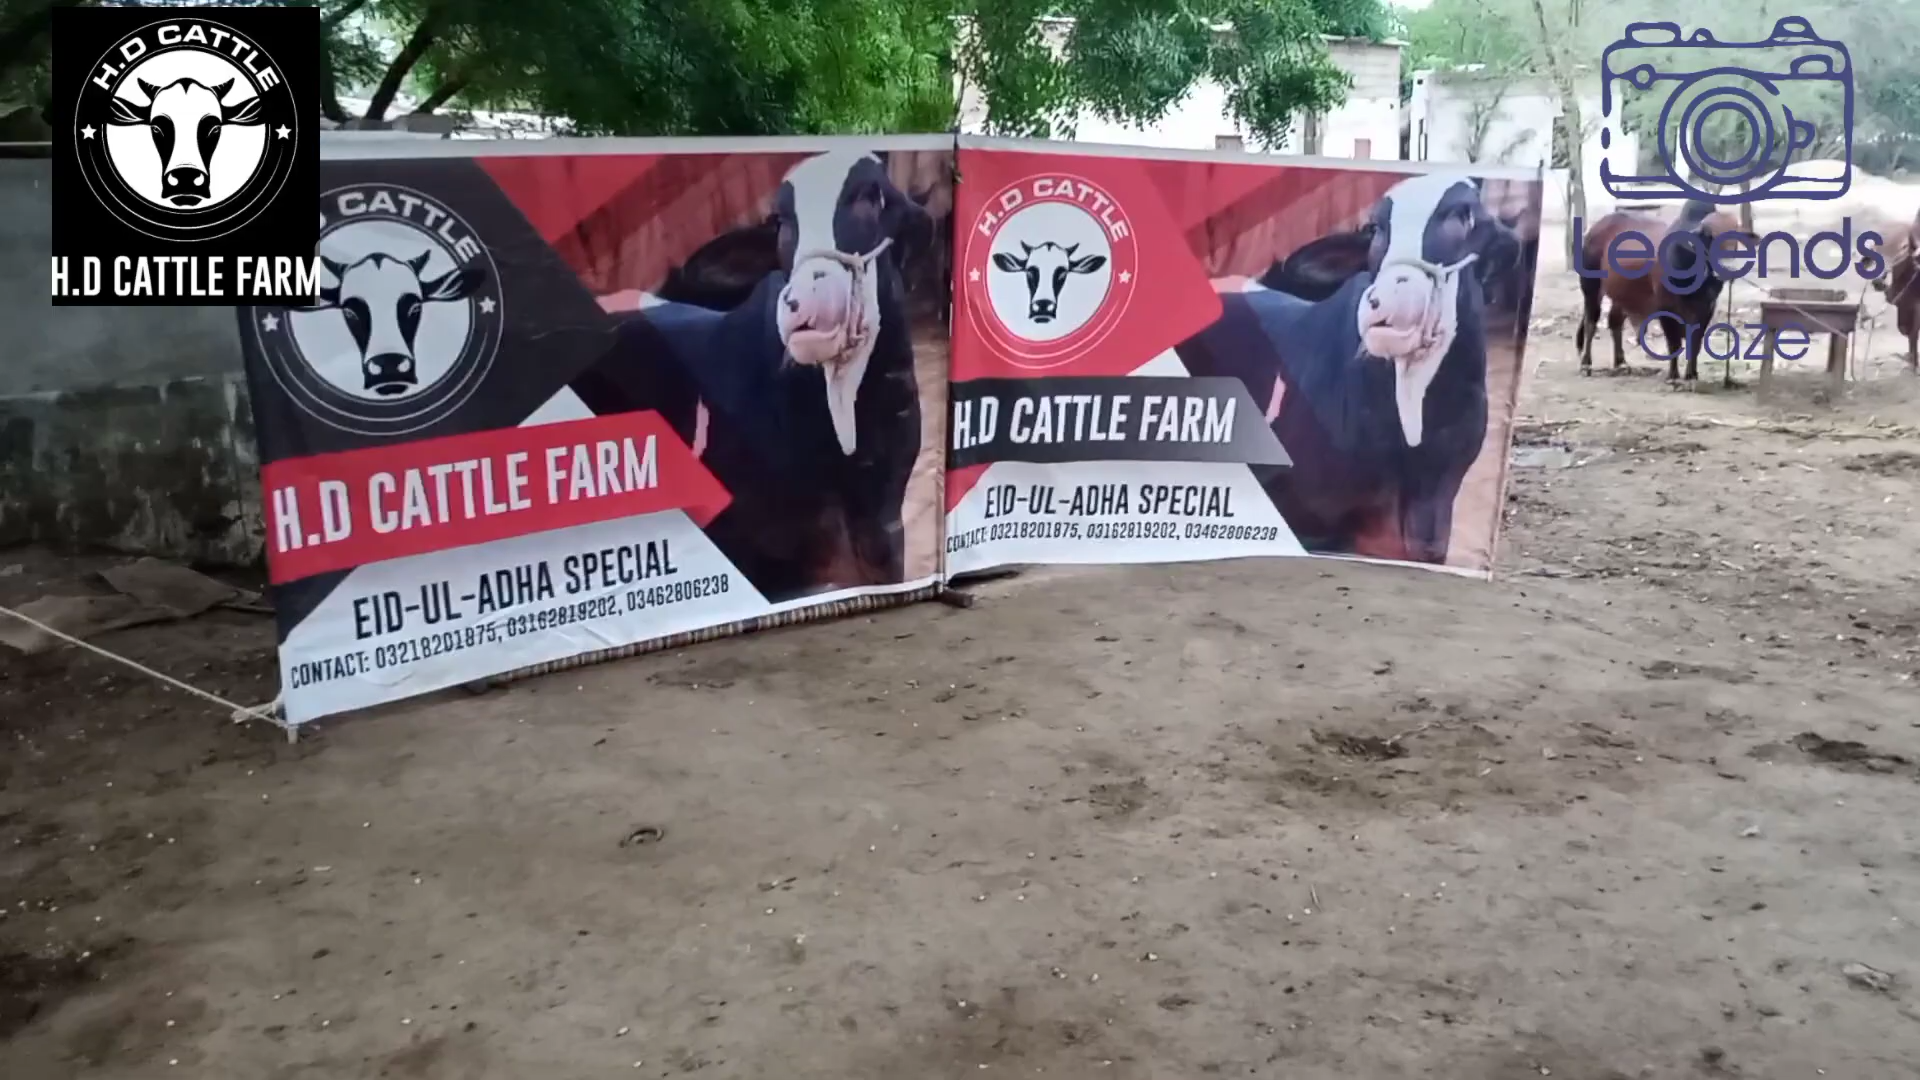 H.D CATTLE
H.D CATTLE FARM
Legends
Craze
D CATTLE
H.D CATTLE FARM
EID-UL-ADHA SPECIAL
CONTACT: 03218201875, 03162819202, 03462806238
H.D CATTLE
H.D CATTLE FARM
EID-UL-ADHA SPECIAL
CONTACT: 03218201875, 03162819202, 03462806238